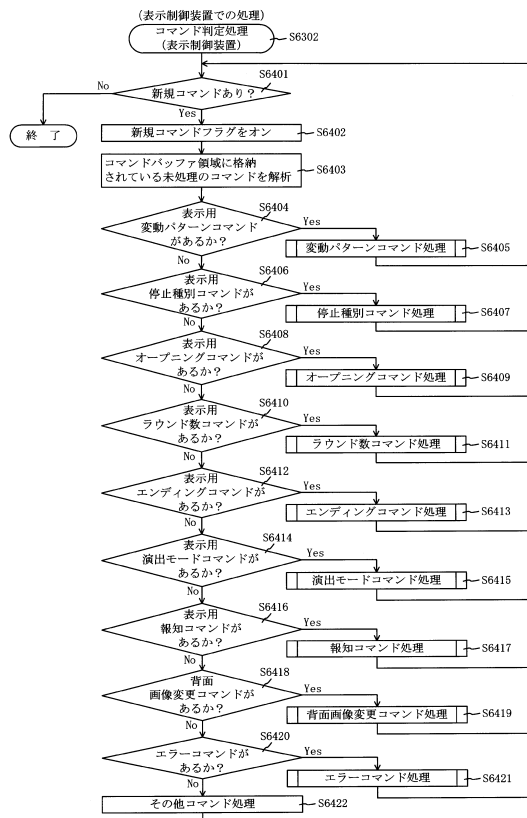 (表示制御装置での処理)
コマンド判定処理
(表示制御装置)
S6302
S6401
新規コマンドあり?
No
Yes
終 了
新規コマンドフラグをオン
S6402
コマンドバッファ領域に格納
されている未処理のコマンドを解析
S6403
S6404
表示用
変動パターンコマンド
があるか?
Yes
No
変動パターンコマンド処理
S6405
S6406
表示用
停止種別コマンドが
あるか?
Yes
No
停止種別コマンド処理
S6407
S6408
表示用
オープニングコマンドが
あるか?
Yes
No
オープニングコマンド処理
S6409
S6410
表示用
ラウンド数コマンドが
あるか?
Yes
No
ラウンド数コマンド処理
S6411
S6412
表示用
エンディングコマンドが
あるか?
Yes
No
エンディングコマンド処理
S6413
S6414
表示用
演出モードコマンドが
あるか?
Yes
No
演出モードコマンド処理
S6415
S6416
表示用
報知コマンドが
あるか?
Yes
No
報知コマンド処理
S6417
S6418
背面
画像変更コマンドが
あるか?
Yes
No
背面画像変更コマンド処理
S6419
S6420
エラーコマンドが
あるか?
Yes
No
エラーコマンド処理
S6421
その他コマンド処理
S6422